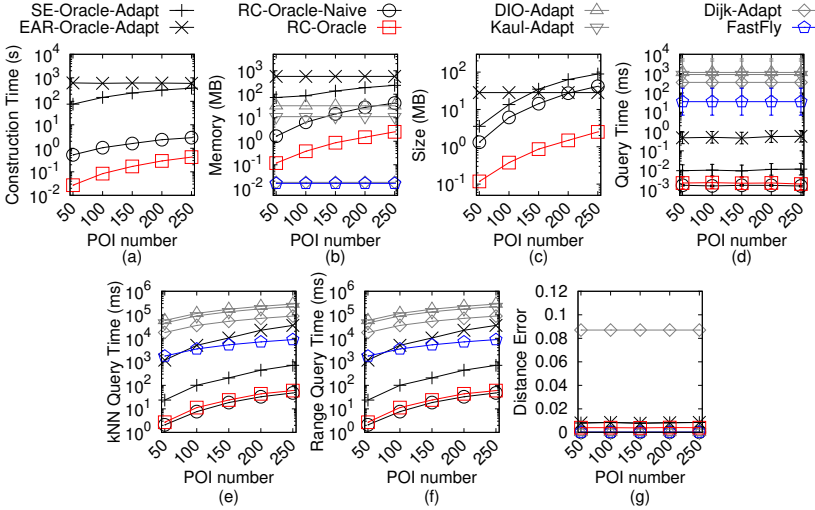 SE-Oracle-Adapt RC-Oracle-Naive DIO-Adapt Dijk-Adapt
EAR-Oracle-Adapt RC-Oracle Kaul-Adapt FastFly
Construction Time (s)
10^3
10^2
10^1
10^0
10^-1
10^-2
50 100 150 200 250
POI number
(a)
Memory (MB)
10^3
10^2
10^1
10^0
10^-1
10^-2
50 100 150 200 250
POI number
(b)
Size (MB)
10^2
10^1
10^0
10^-1
50 100 150 200 250
POI number
(c)
Query Time (ms)
10^3
10^2
10^1
10^0
10^-1
10^-2
10^-3
50 100 150 200 250
POI number
(d)
kNN Query Time (ms)
10^6
10^5
10^4
10^3
10^2
10^1
10^0
50 100 150 200 250
POI number
(e)
Range Query Time (ms)
10^6
10^5
10^4
10^3
10^2
10^1
10^0
50 100 150 200 250
POI number
(f)
Distance Error
0.12
0.1
0.08
0.06
0.04
0.02
0
50 100 150 200 250
POI number
(g)